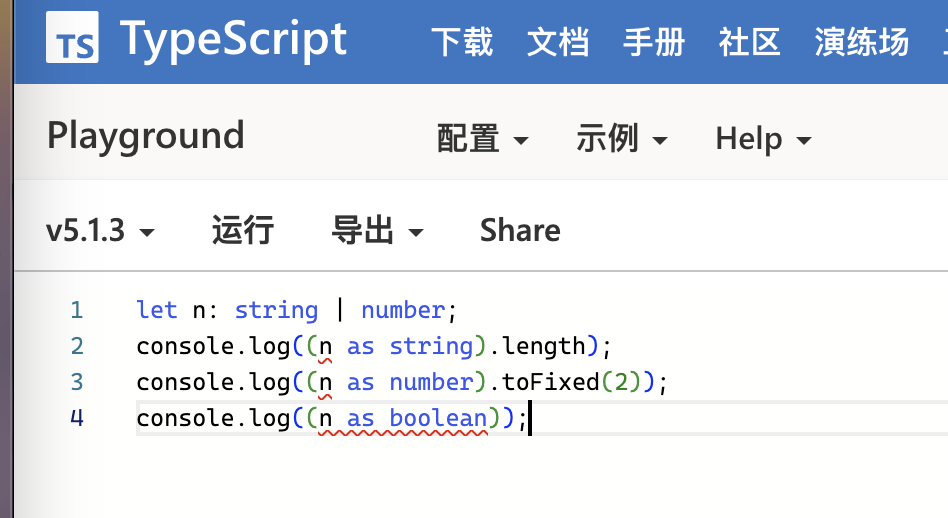 TS TypeScript 下载 文档 手册 社区 演练场
Playground 配置 示例 Help
v5.1.3 运行 导出 Share
1 let n: string | number;
2 console.log((n as string).length);
3 console.log((n as number).toFixed(2));
4 console.log((n as boolean));